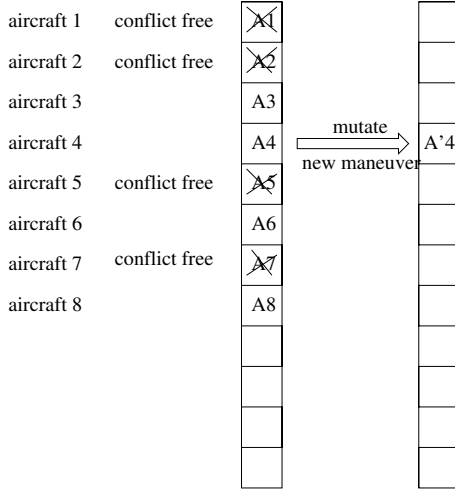 aircraft 1 conflict free A1
aircraft 2 conflict free A2
aircraft 3 A3
aircraft 4 A4 mutate A'4
new maneuver
aircraft 5 conflict free A5
aircraft 6 A6
aircraft 7 conflict free A7
aircraft 8 A8